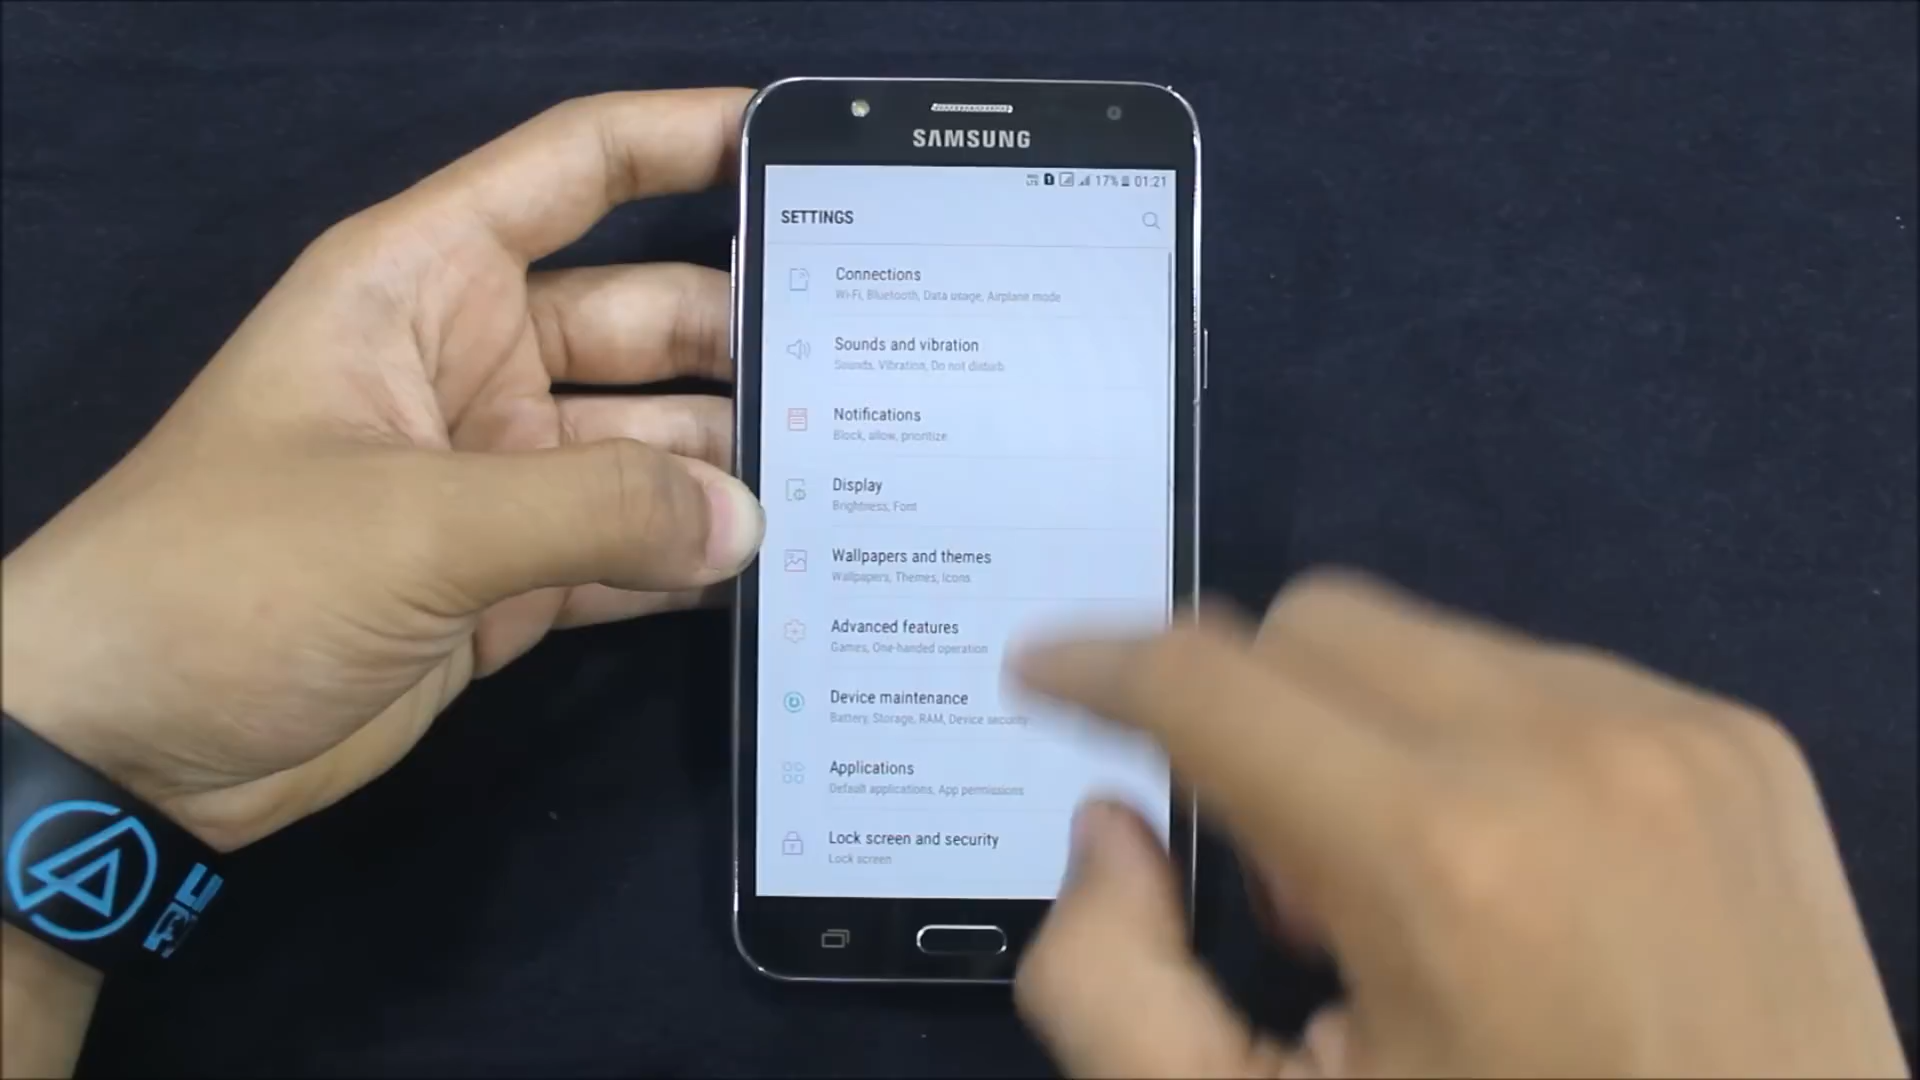 SAMSUNG
17% 01:21
SETTINGS
Connections
Wi-Fi, Bluetooth, Data usage, Airplane mode
Sounds and vibration
Sounds, Vibration, Do not disturb
Notifications
Block, allow, prioritize
Display
Brightness, Font
Wallpapers and themes
Wallpapers, Themes, Icons
Advanced features
Games, One-handed operation
Device maintenance
Battery, Storage, RAM, Device security
Applications
Default applications, App permissions
Lock screen and security
Lock screen